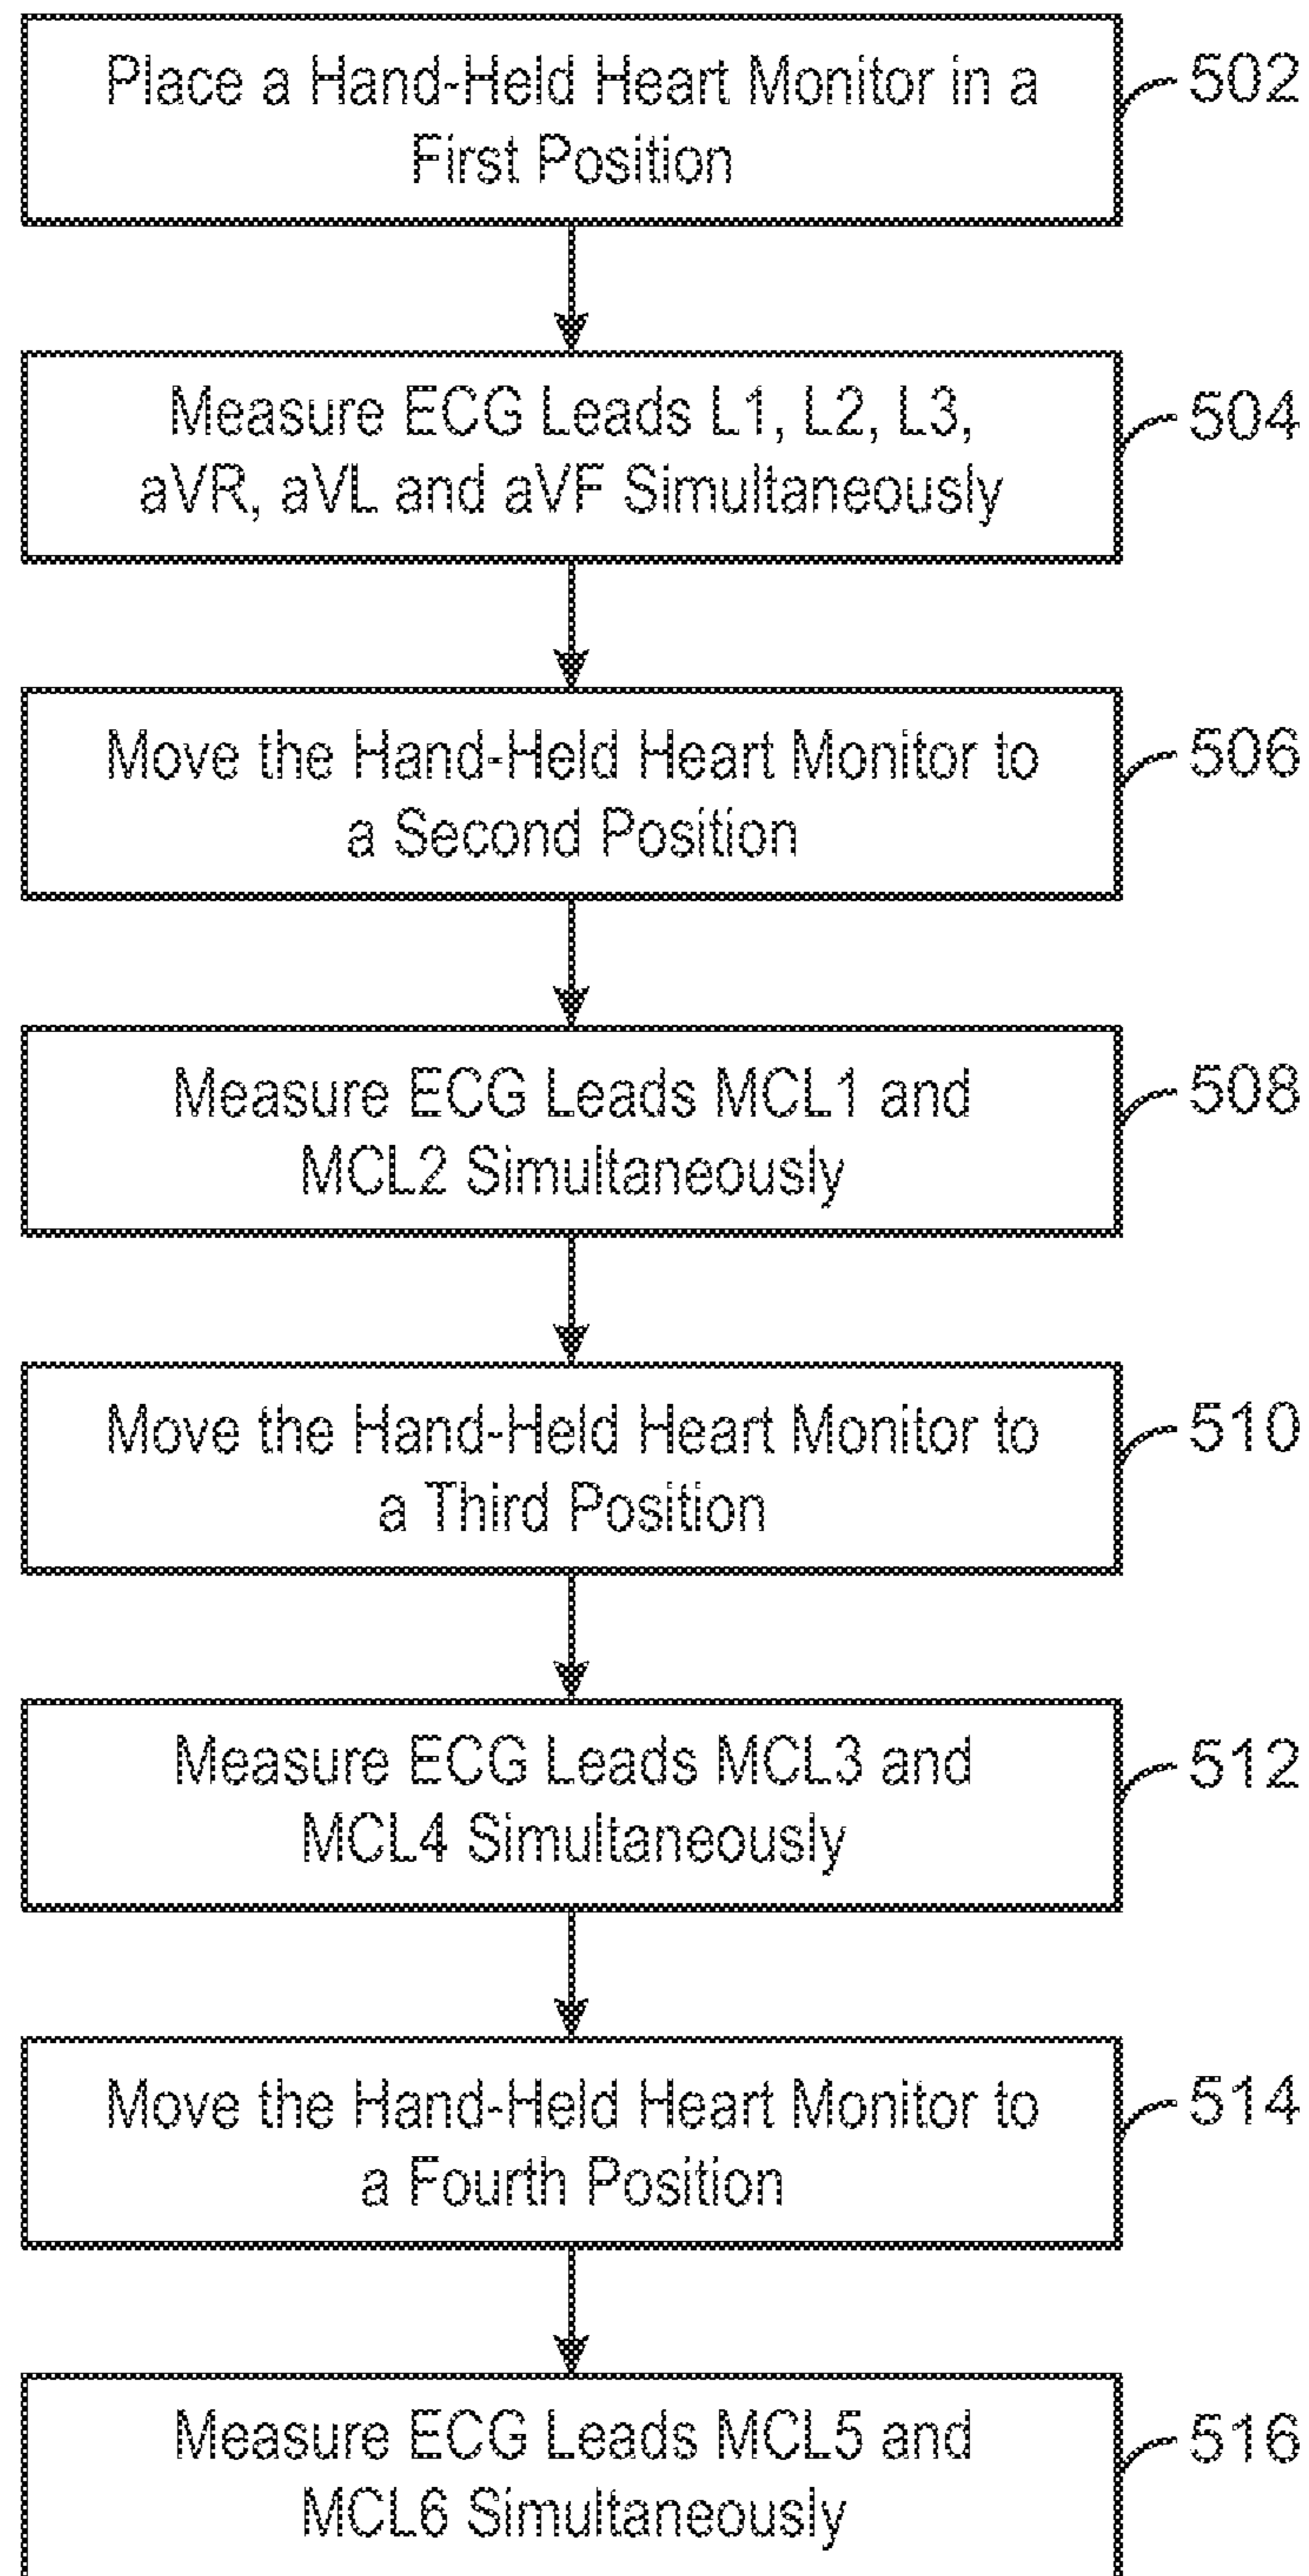 Place a Hand-Held Heart Monitor in a
First Position
502
Measure ECG Leads L1, L2, L3,
aVR, aVL and aVF Simultaneously
504
Move the Hand-Held Heart Monitor to
a Second Position
506
Measure ECG Leads MCL1 and
MCL2 Simultaneously
508
Move the Hand-Held Heart Monitor to
a Third Position
510
Measure ECG Leads MCL3 and
MCL4 Simultaneously
512
Move the Hand-Held Heart Monitor to
a Fourth Position
514
Measure ECG Leads MCL5 and
MCL6 Simultaneously
516